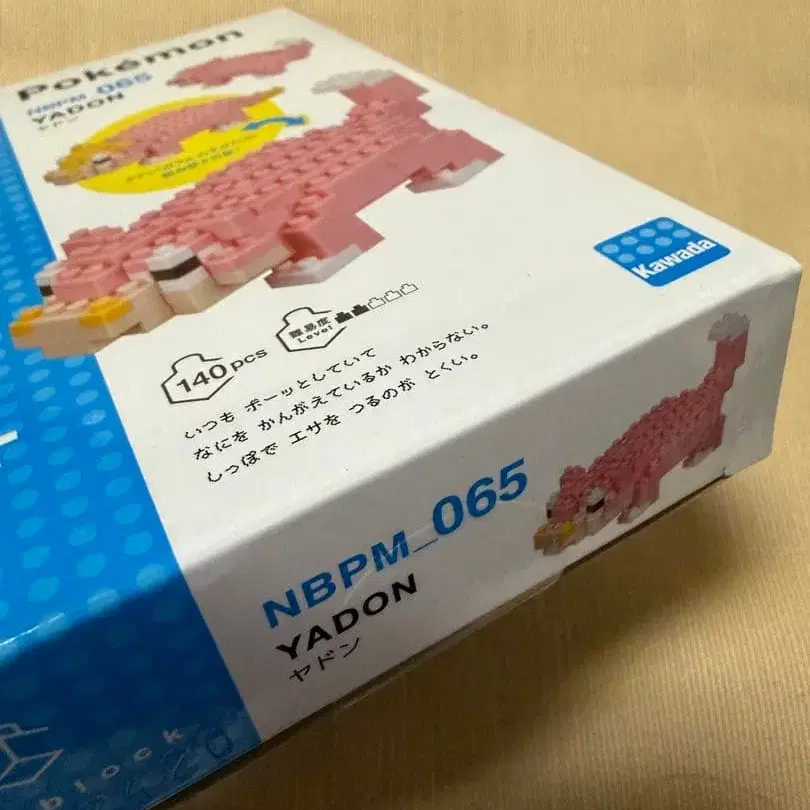 Pokémon
NBPM_065
YADON
ヤドン
140pcs
難易度
Level
いつも ボーッとしていて
なにを かんがえているか わからない。
しっぽで エサを つるのが とくい。
Kawada
NBPM_065
YADON
ヤドン
block